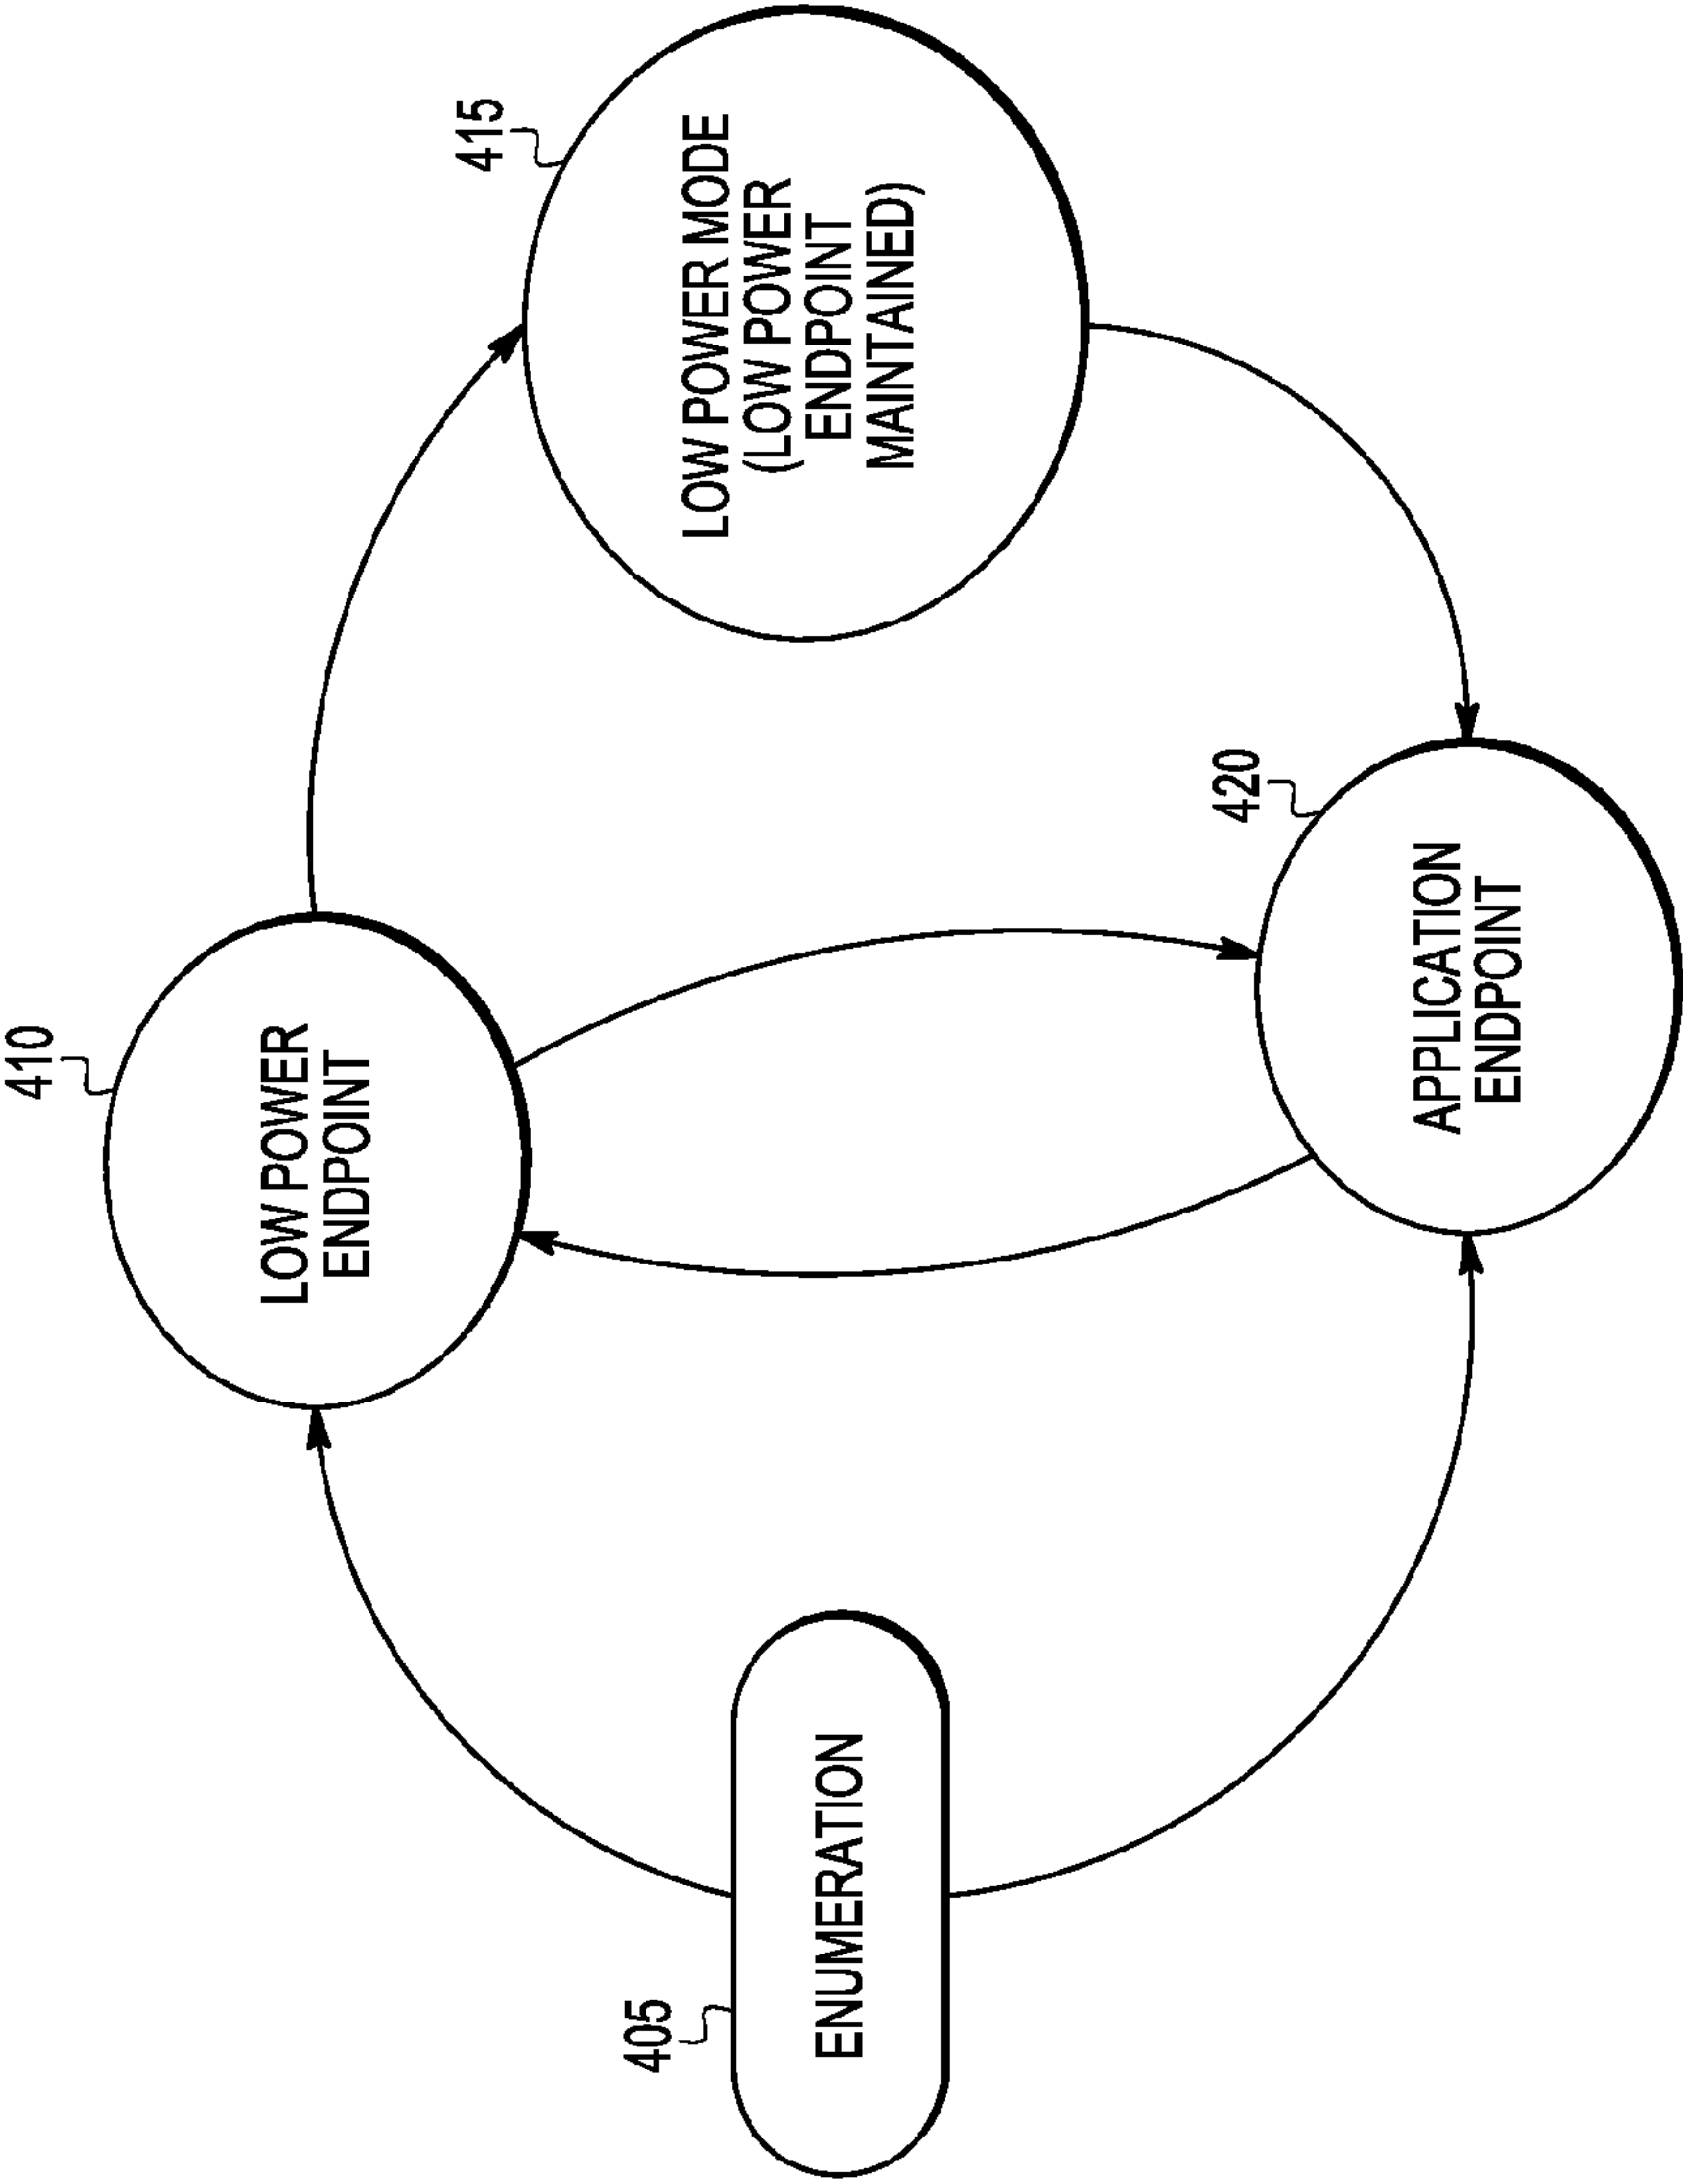 410
LOW POWER
ENDPOINT
415
LOW POWER MODE
(LOW POWER
ENDPOINT
MAINTAINED)
405
ENUMERATION
420
APPLICATION
ENDPOINT